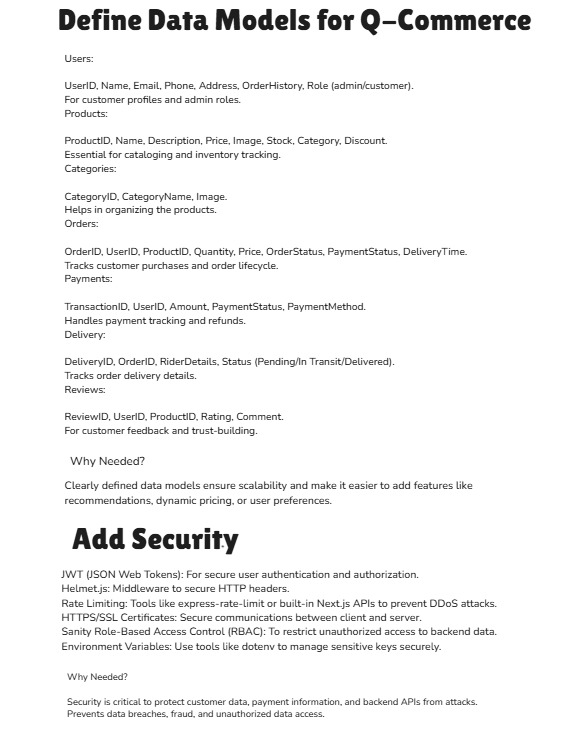 Define Data Models for Q-Commerce
Users:
UserID, Name, Email, Phone, Address, OrderHistory, Role (admin/customer).
For customer profiles and admin roles.
Products:
ProductID, Name, Description, Price, Image, Stock, Category, Discount.
Essential for cataloging and inventory tracking.
Categories:
CategoryID, CategoryName, Image.
Helps in organizing the products.
Orders:
OrderID, UserID, ProductID, Quantity, Price, OrderStatus, PaymentStatus, DeliveryTime.
Tracks customer purchases and order lifecycle.
Payments:
TransactionID, UserID, Amount, PaymentStatus, PaymentMethod.
Handles payment tracking and refunds.
Delivery:
DeliveryID, OrderID, RiderDetails, Status (Pending/In Transit/Delivered).
Tracks order delivery details.
Reviews:
ReviewID, UserID, ProductID, Rating, Comment.
For customer feedback and trust-building.
Why Needed?
Clearly defined data models ensure scalability and make it easier to add features like
recommendations, dynamic pricing, or user preferences.
Add Security
JWT (JSON Web Tokens): For secure user authentication and authorization.
Helmet.js: Middleware to secure HTTP headers.
Rate Limiting: Tools like express-rate-limit or built-in Next.js APIs to prevent DDoS attacks.
HTTPS/SSL Certificates: Secure communications between client and server.
Sanity Role-Based Access Control (RBAC): To restrict unauthorized access to backend data.
Environment Variables: Use tools like dotenv to manage sensitive keys securely.
Why Needed?
Security is critical to protect customer data, payment information, and backend APIs from attacks.
Prevents data breaches, fraud, and unauthorized data access.